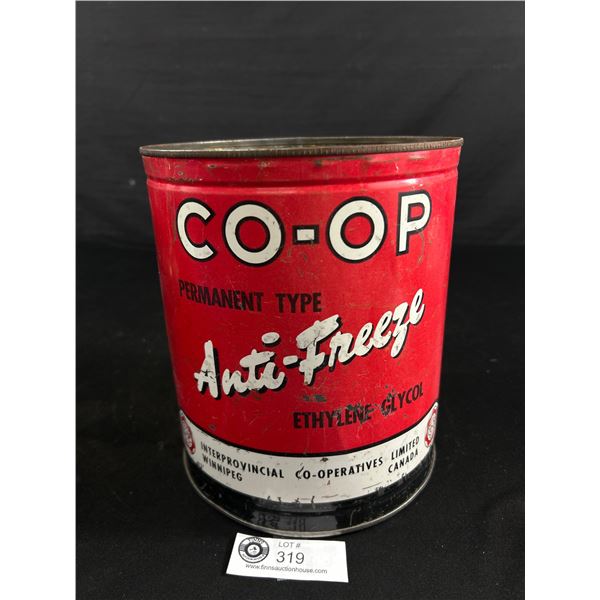 CO-OP
PERMANENT TYPE
Anti-Freeze
ETHYLENE GLYCOL
INTERPROVINCIAL CO-OPERATIVES LIMITED
WINNIPEG CANADA
LOT #
319
www.finnsauctionhouse.com